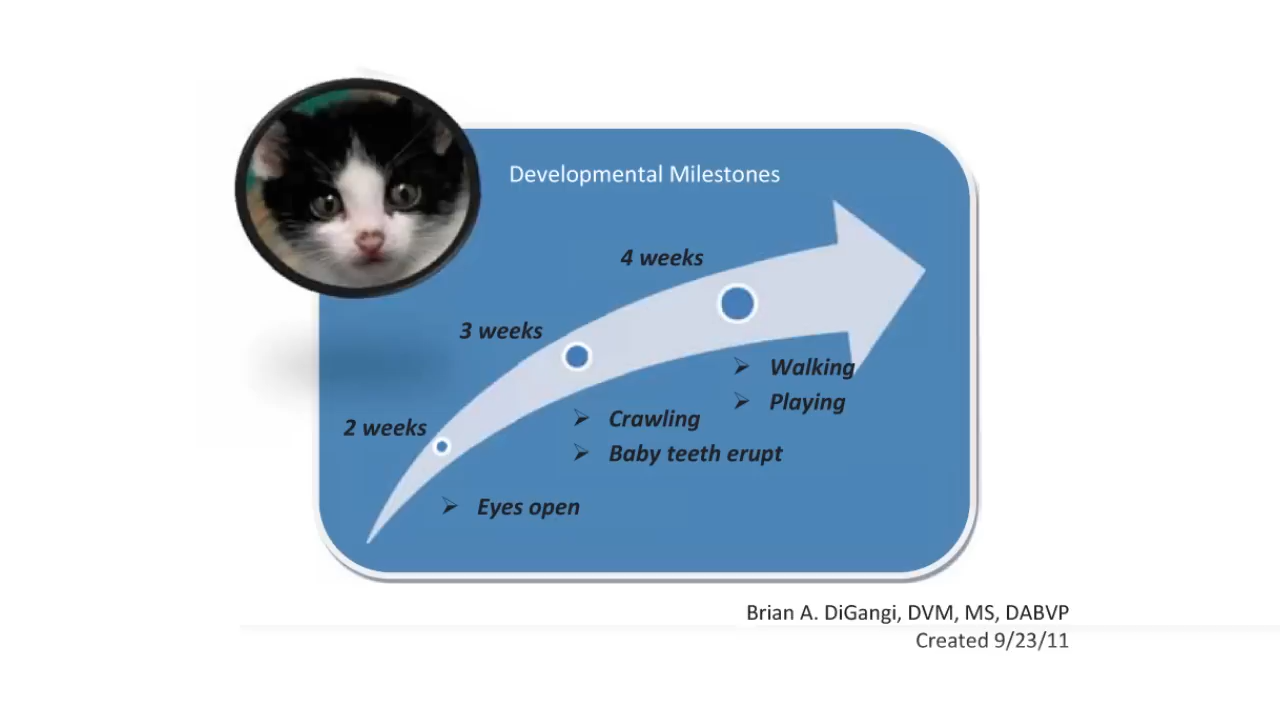 Developmental Milestones
4 weeks
3 weeks
Walking
Playing
2 weeks
Crawling
Baby teeth erupt
Eyes open
Brian A. DiGangi, DVM, MS, DABVP
Created 9/23/11